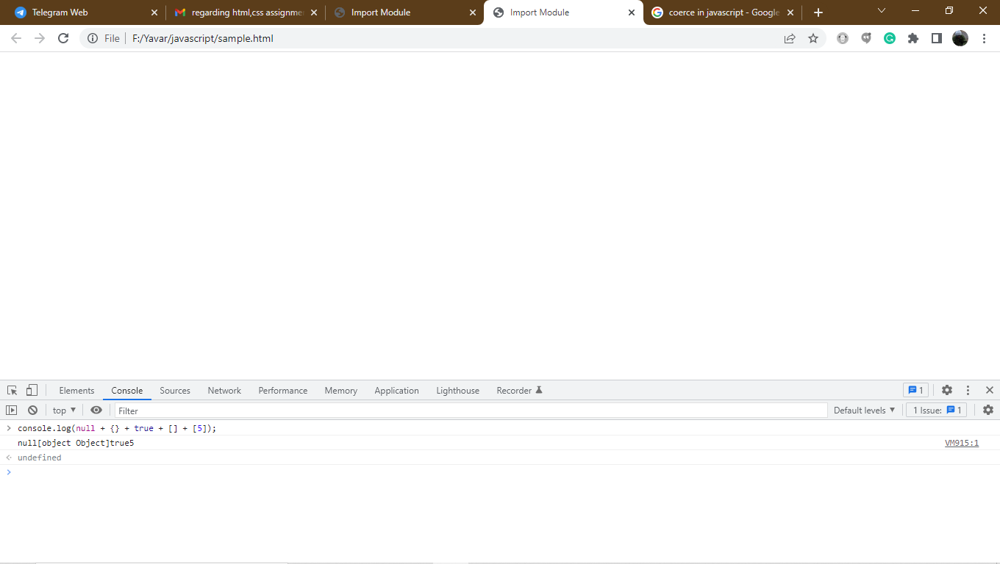 Telegram Web
regarding html,css assignme
Import Module
Import Module
coerce in javascript - Google
File
F:/Yavar/javascript/sample.html
Elements
Console
Sources
Network
Performance
Memory
Application
Lighthouse
Recorder
1
top
Filter
Default levels
1 Issue: 1
console.log(null + {} + true + [] + [5]);
null[object Object]true5
VM915:1
undefined